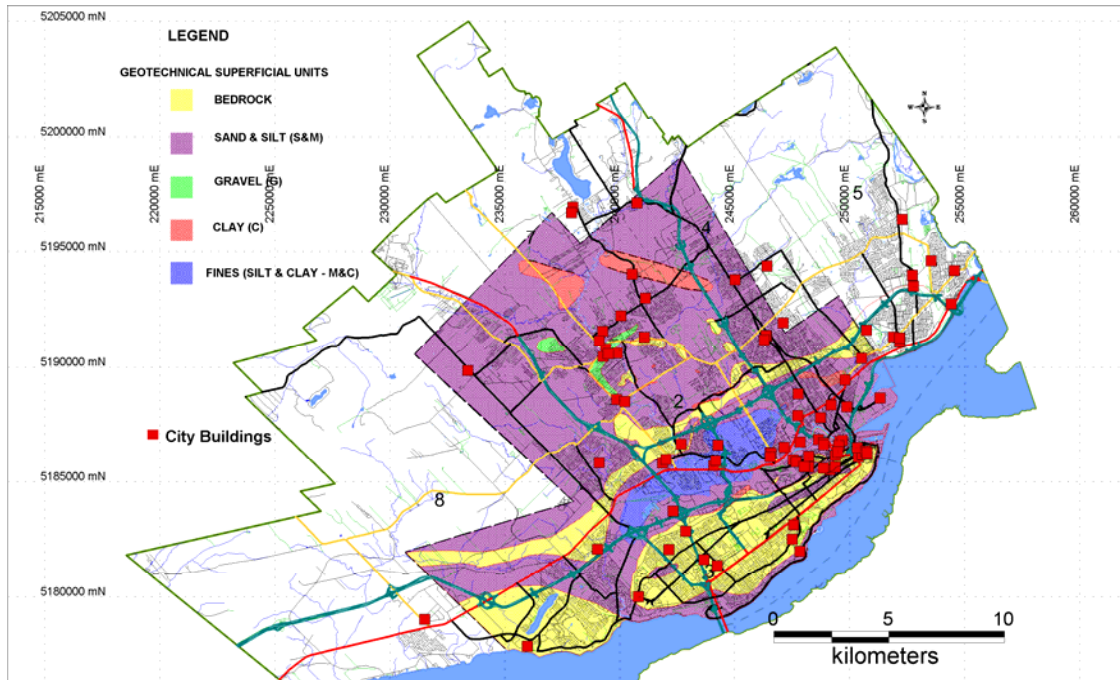 5205000 mN
LEGEND
GEOTECHNICAL SUPERFICIAL UNITS
BEDROCK
SAND & SILT (S&M)
GRAVEL (G)
CLAY (C)
FINES (SILT & CLAY - M&C)
City Buildings
5200000 mN
5195000 mN
5190000 mN
5185000 mN
5180000 mN
215000 mE
220000 mE
225000 mE
230000 mE
235000 mE
245000 mE
250000 mE
255000 mE
260000 mE
N
W
E
S
5
4
7
2
8
3
0
5
10
kilometers